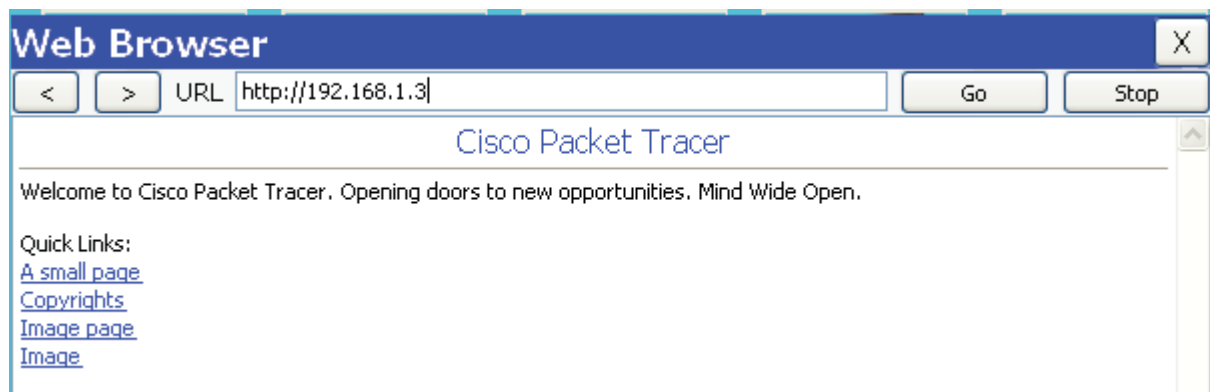 Web Browser X
< > URL http://192.168.1.3 Go Stop
Cisco Packet Tracer
Welcome to Cisco Packet Tracer. Opening doors to new opportunities. Mind Wide Open.
Quick Links:
A small page
Copyrights
Image page
Image